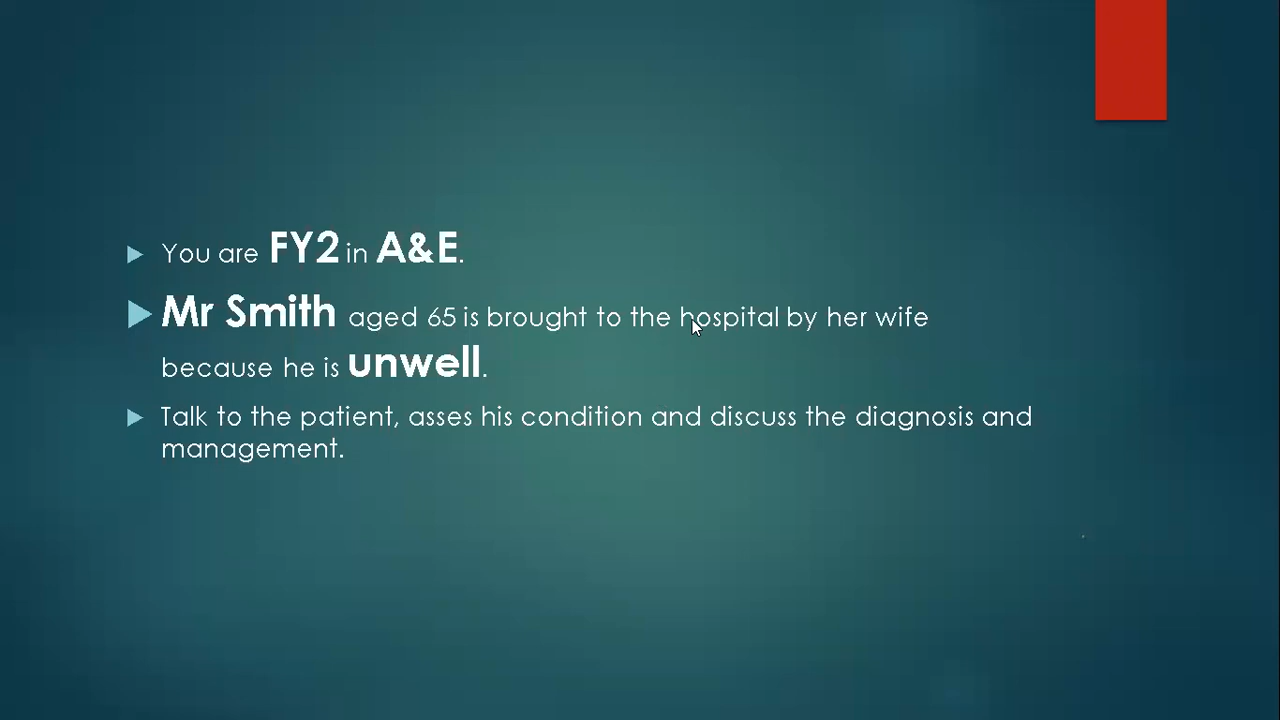 You are FY2 in A&E.
Mr Smith aged 65 is brought to the hospital by her wife
because he is unwell.
Talk to the patient, asses his condition and discuss the diagnosis and
management.